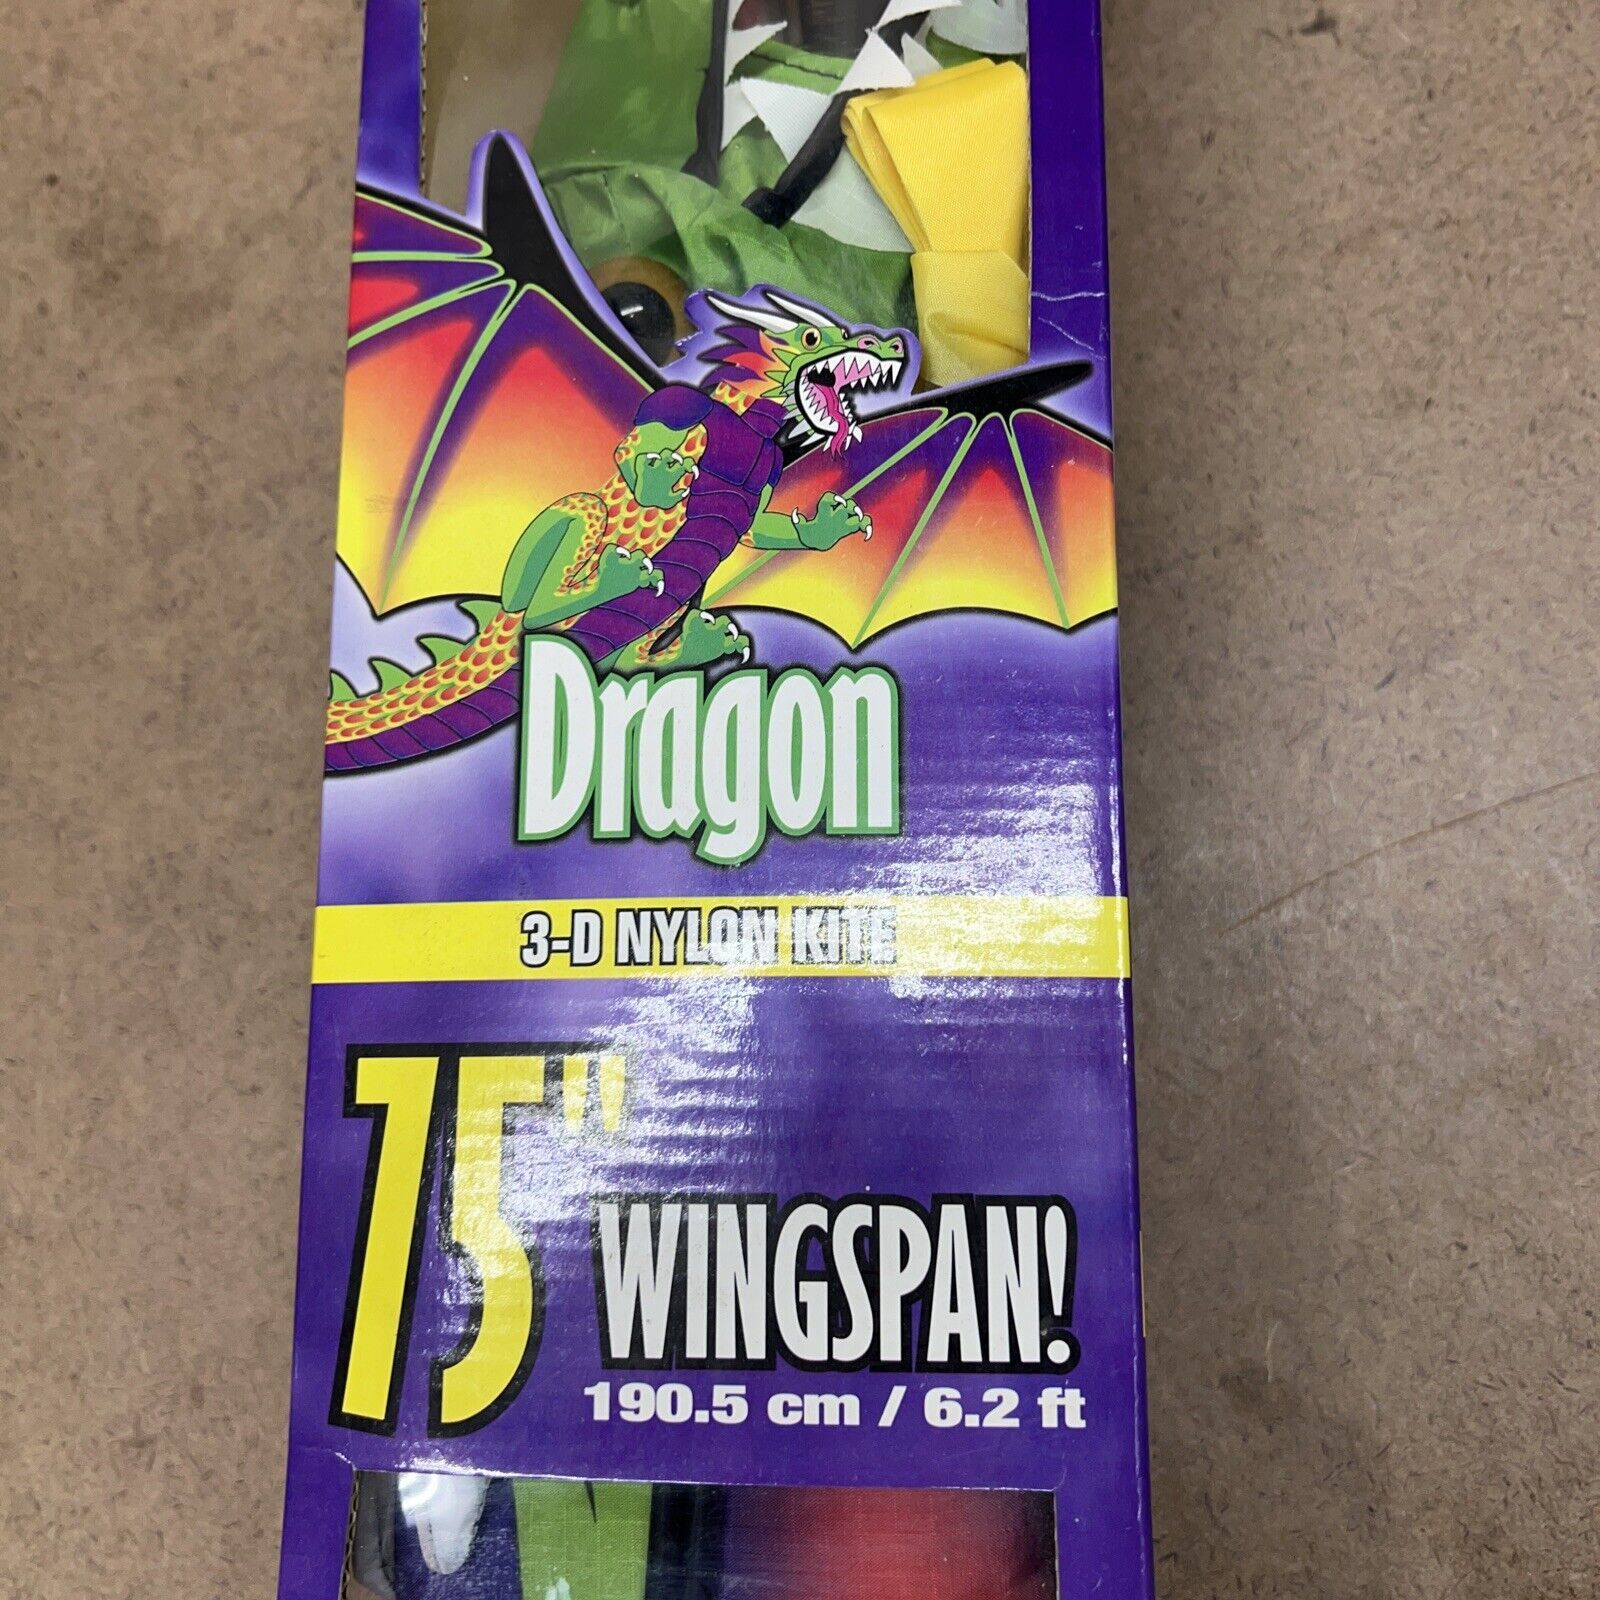 Dragon
3-D NYLON KITE
75" WINGSPAN!
190.5 cm / 6.2 ft